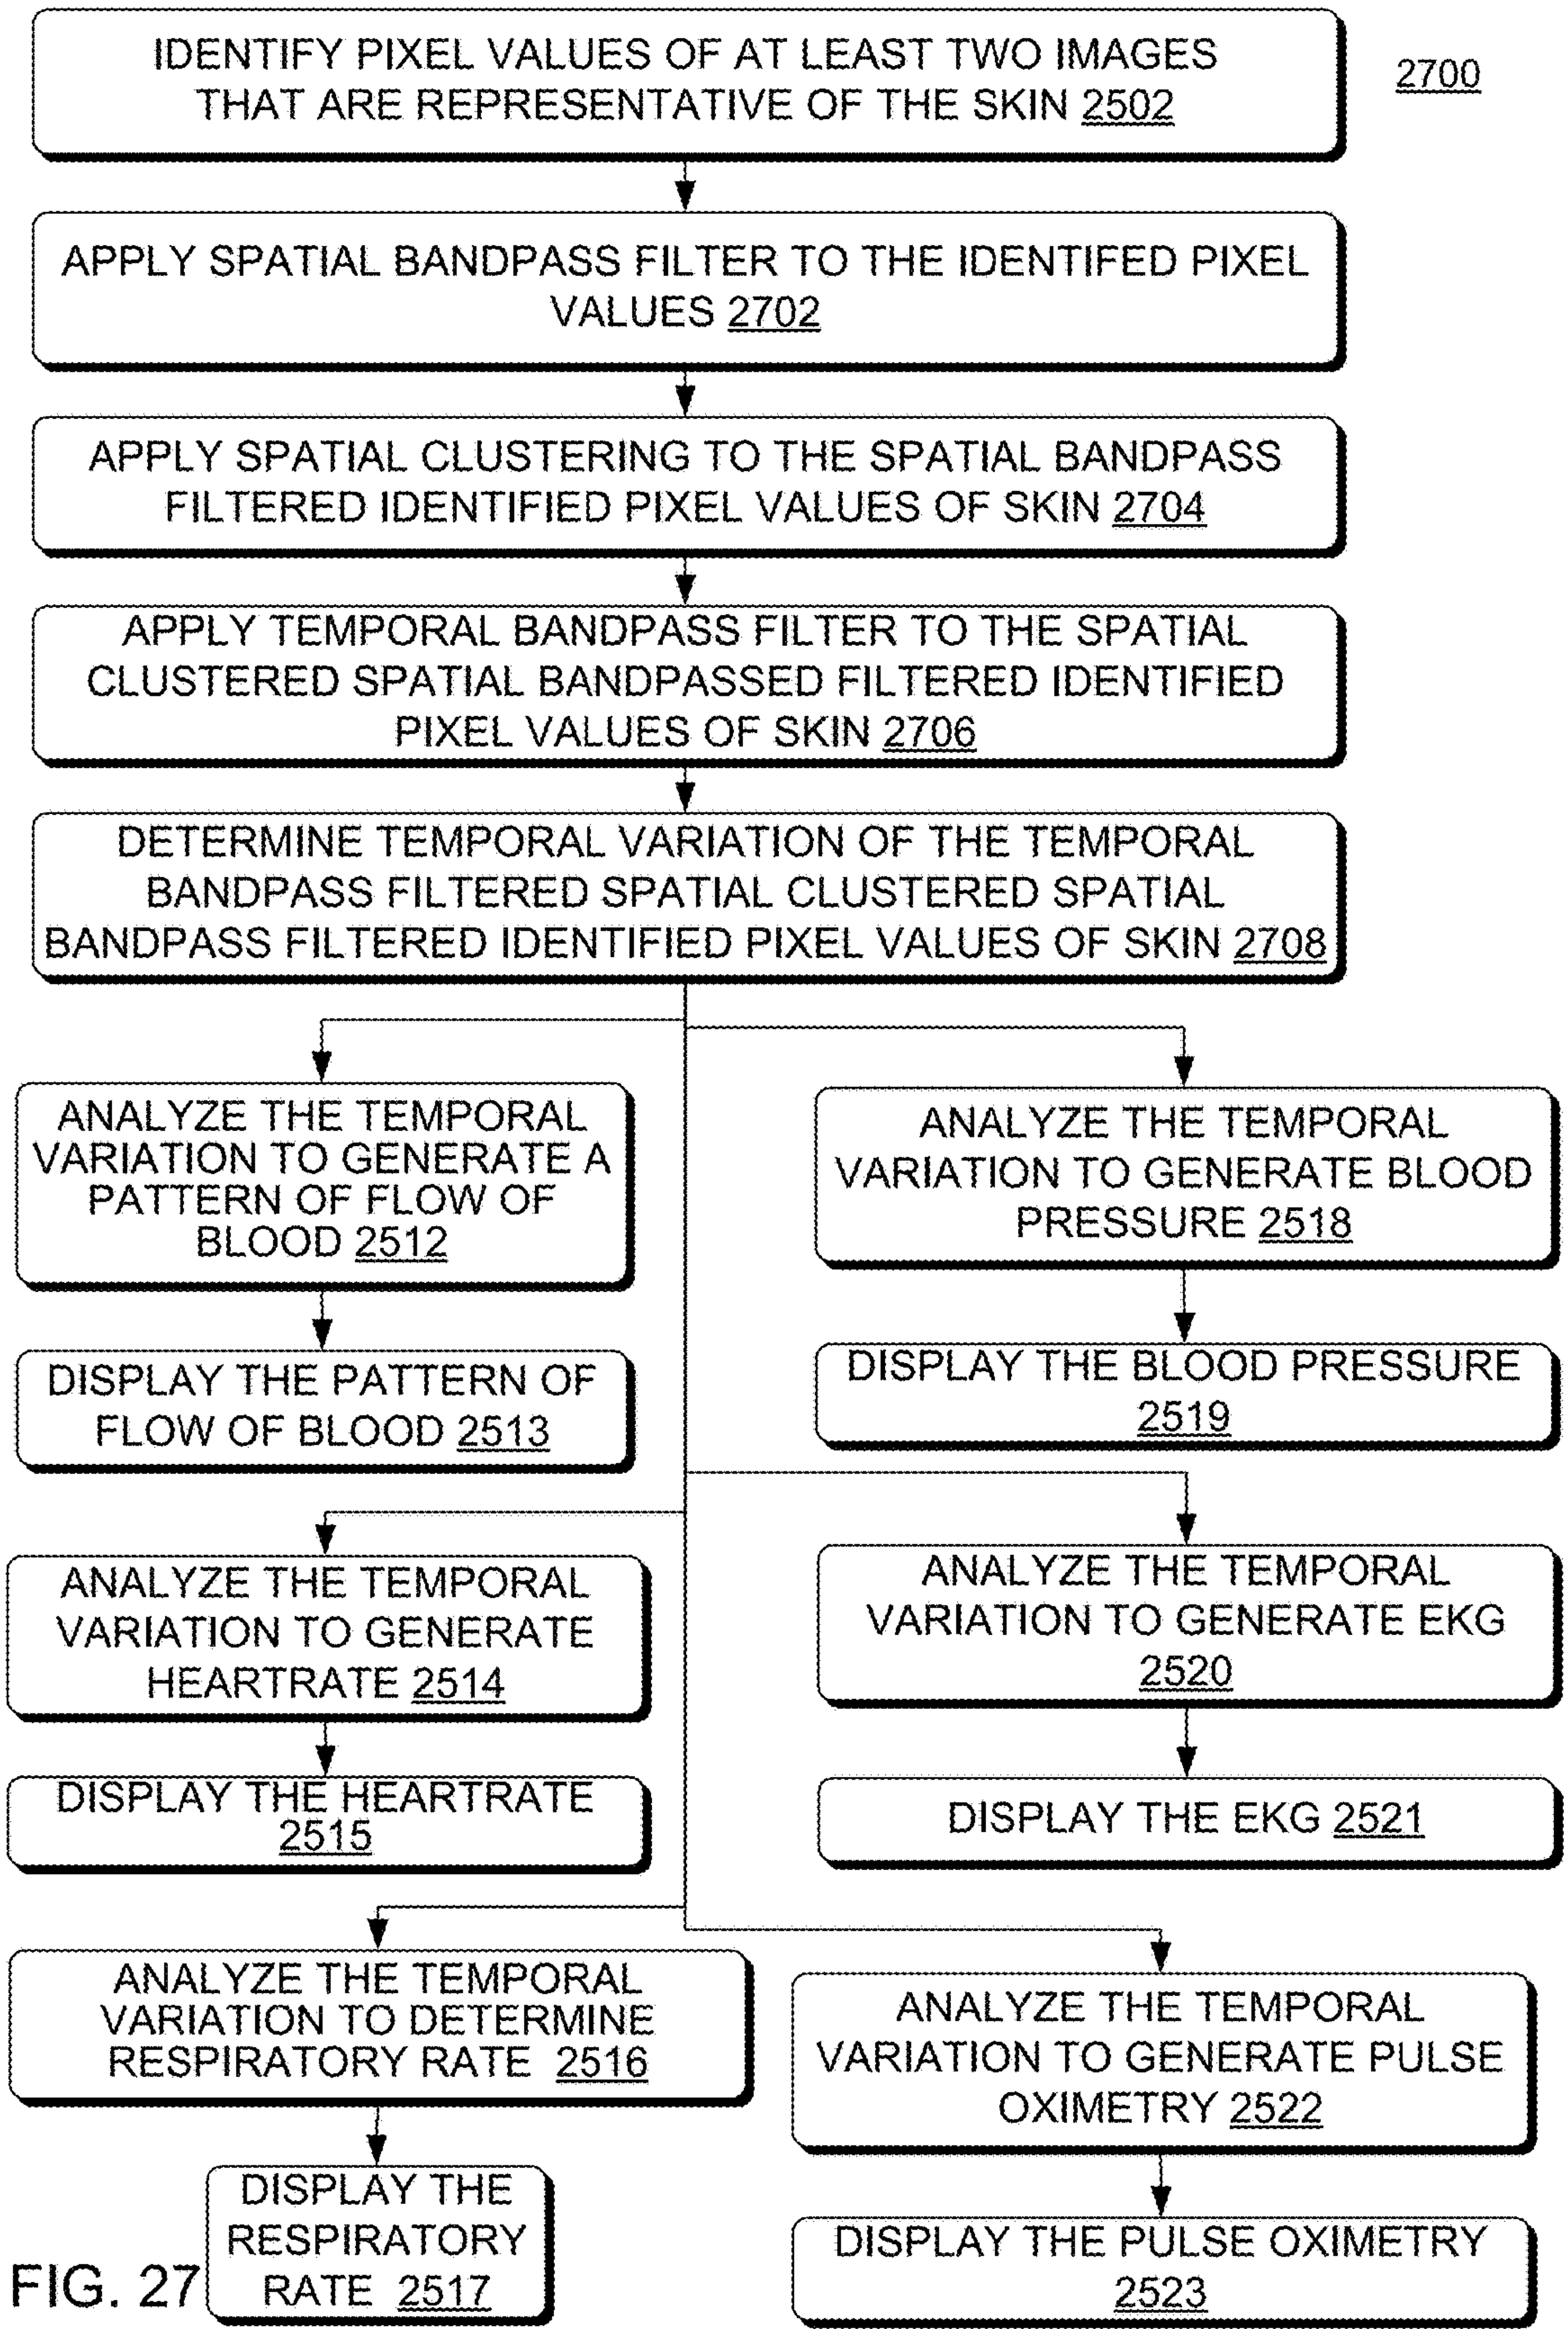 IDENTIFY PIXEL VALUES OF AT LEAST TWO IMAGES
THAT ARE REPRESENTATIVE OF THE SKIN 2502
2700
APPLY SPATIAL BANDPASS FILTER TO THE IDENTIFED PIXEL
VALUES 2702
APPLY SPATIAL CLUSTERING TO THE SPATIAL BANDPASS
FILTERED IDENTIFIED PIXEL VALUES OF SKIN 2704
APPLY TEMPORAL BANDPASS FILTER TO THE SPATIAL
CLUSTERED SPATIAL BANDPASSED FILTERED IDENTIFIED
PIXEL VALUES OF SKIN 2706
DETERMINE TEMPORAL VARIATION OF THE TEMPORAL
BANDPASS FILTERED SPATIAL CLUSTERED SPATIAL
BANDPASS FILTERED IDENTIFIED PIXEL VALUES OF SKIN 2708
ANALYZE THE TEMPORAL
VARIATION TO GENERATE A
PATTERN OF FLOW OF
BLOOD 2512
DISPLAY THE PATTERN OF
FLOW OF BLOOD 2513
ANALYZE THE TEMPORAL
VARIATION TO GENERATE BLOOD
PRESSURE 2518
DISPLAY THE BLOOD PRESSURE
2519
ANALYZE THE TEMPORAL
VARIATION TO GENERATE
HEARTRATE 2514
DISPLAY THE HEARTRATE
2515
ANALYZE THE TEMPORAL
VARIATION TO GENERATE EKG
2520
DISPLAY THE EKG 2521
ANALYZE THE TEMPORAL
VARIATION TO DETERMINE
RESPIRATORY RATE 2516
DISPLAY THE
RESPIRATORY
RATE 2517
ANALYZE THE TEMPORAL
VARIATION TO GENERATE PULSE
OXIMETRY 2522
DISPLAY THE PULSE OXIMETRY
2523
FIG. 27